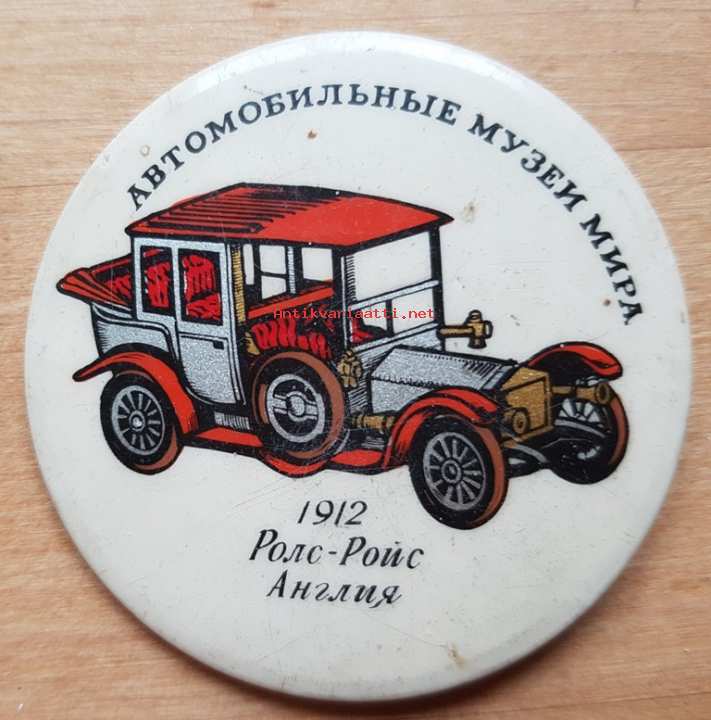 АВТОМОБИЛЬНЫЕ МУЗЕИ МИРА
Antikvariaatti.net
1912
Ролс-Ройс
Англия